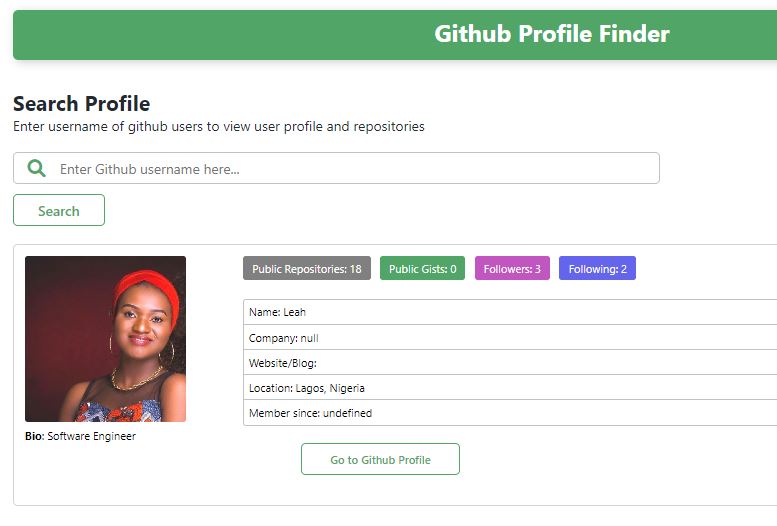 Github Profile Finder
Search Profile
Enter username of github users to view user profile and repositories
Enter Github username here...
Search
Public Repositories: 18 Public Gists: 0 Followers: 3 Following: 2
Name: Leah
Company: null
Website/Blog:
Location: Lagos, Nigeria
Member since: undefined
Bio: Software Engineer
Go to Github Profile